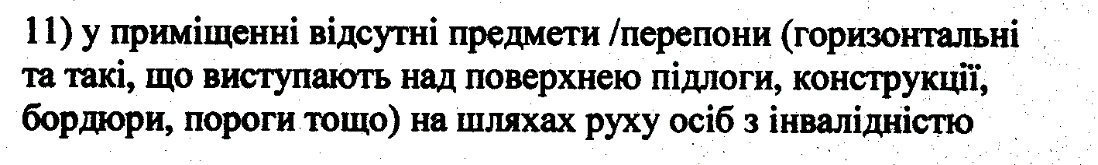 11) у приміщенні відсутні предмети /перепони (горизонтальні
та такі, що виступають над поверхнею підлоги, конструкції,
бордюри, пороги тощо) на шляхах руху осіб з інвалідністю